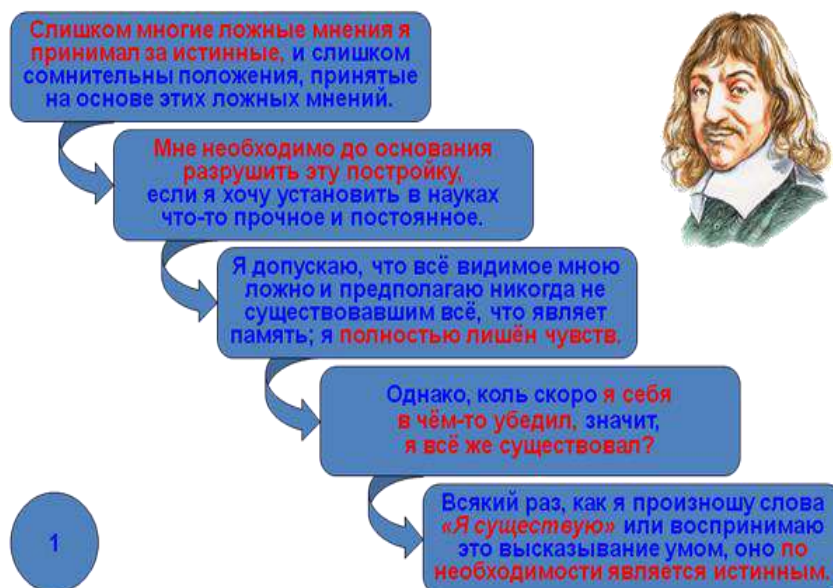 Слишком многие ложные мнения я
принимал за истинные, и слишком
сомнительны положения, принятые
на основе этих ложных мнений.
Мне необходимо до основания
разрушить эту постройку,
если я хочу установить в науках
что-то прочное и постоянное.
Я допускаю, что всё видимое мною
ложно и предполагаю никогда не
существовавшим всё, что являет
память; я полностью лишён чувств.
Однако, коль скоро я себя
в чём-то убедил, значит,
я всё же существовал?
Всякий раз, как я произношу слова
«Я существую» или воспринимаю
это высказывание умом, оно по
необходимости является истинным.
1